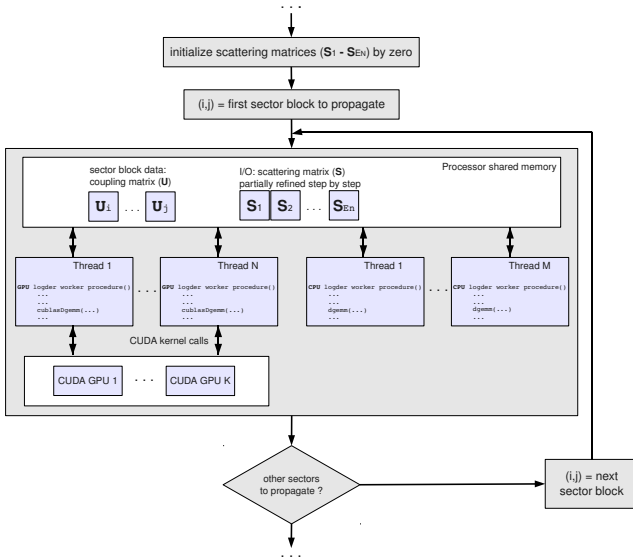 . . .
initialize scattering matrices (S1 - SEn) by zero
(i,j) = first sector block to propagate
Processor shared memory
sector block data:
coupling matrix (U)
I/O: scattering matrix (S)
partially refined step by step
Ui . . . Uj
S1 S2 . . . SEn
Thread 1
GPU logder worker procedure()
...
...
cublasDgemm(...)
...
. . .
Thread N
GPU logder worker procedure()
...
...
cublasDgemm(...)
...
Thread 1
CPU logder worker procedure()
...
...
dgemm(...)
...
. . .
Thread M
CPU logder worker procedure()
...
...
dgemm(...)
...
CUDA kernel calls
CUDA GPU 1 . . . CUDA GPU K
other sectors
to propagate ?
(i,j) = next
sector block
. . .